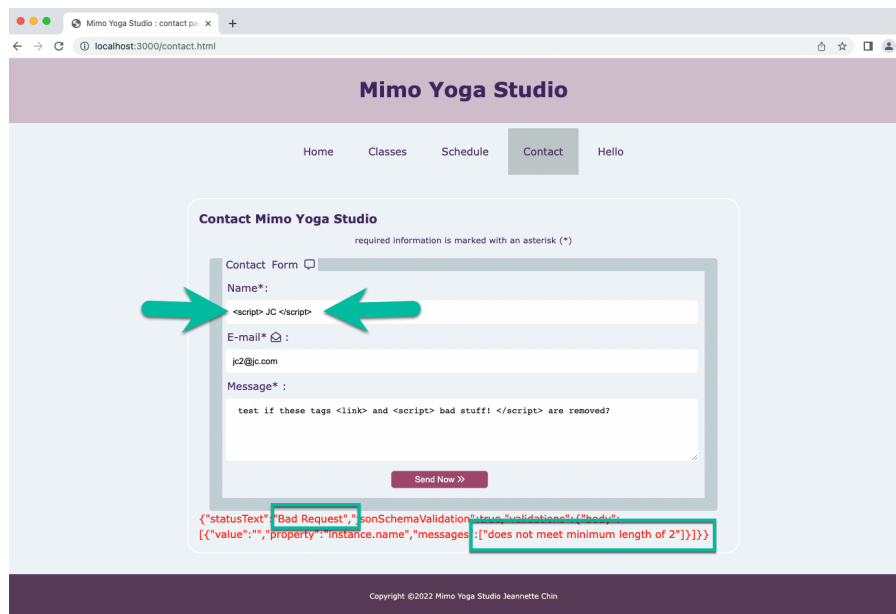 Mimo Yoga Studio : contact pa
localhost:3000/contact.html
Mimo Yoga Studio
Home Classes Schedule Contact Hello
Contact Mimo Yoga Studio
required information is marked with an asterisk (*)
Contact Form
Name*:
<script> JC </script>
E-mail* :
jc2@jc.com
Message* :
test if these tags <link> and <script> bad stuff! </script> are removed?
Send Now
{"statusText":"Bad Request","jsonSchemaValidation":true,"validations":{"body":
[{"value":"","property":"instance.name","messages":["does not meet minimum length of 2"]}]}}
Copyright ©2022 Mimo Yoga Studio Jeannette Chin